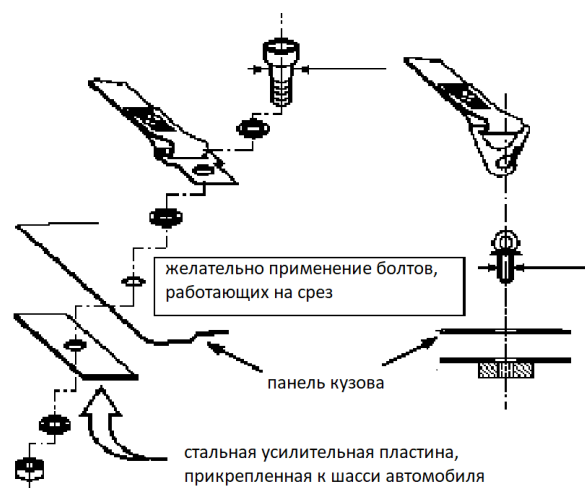 желательно применение болтов,
работающих на срез
панель кузова
стальная усилительная пластина,
прикрепленная к шасси автомобиля